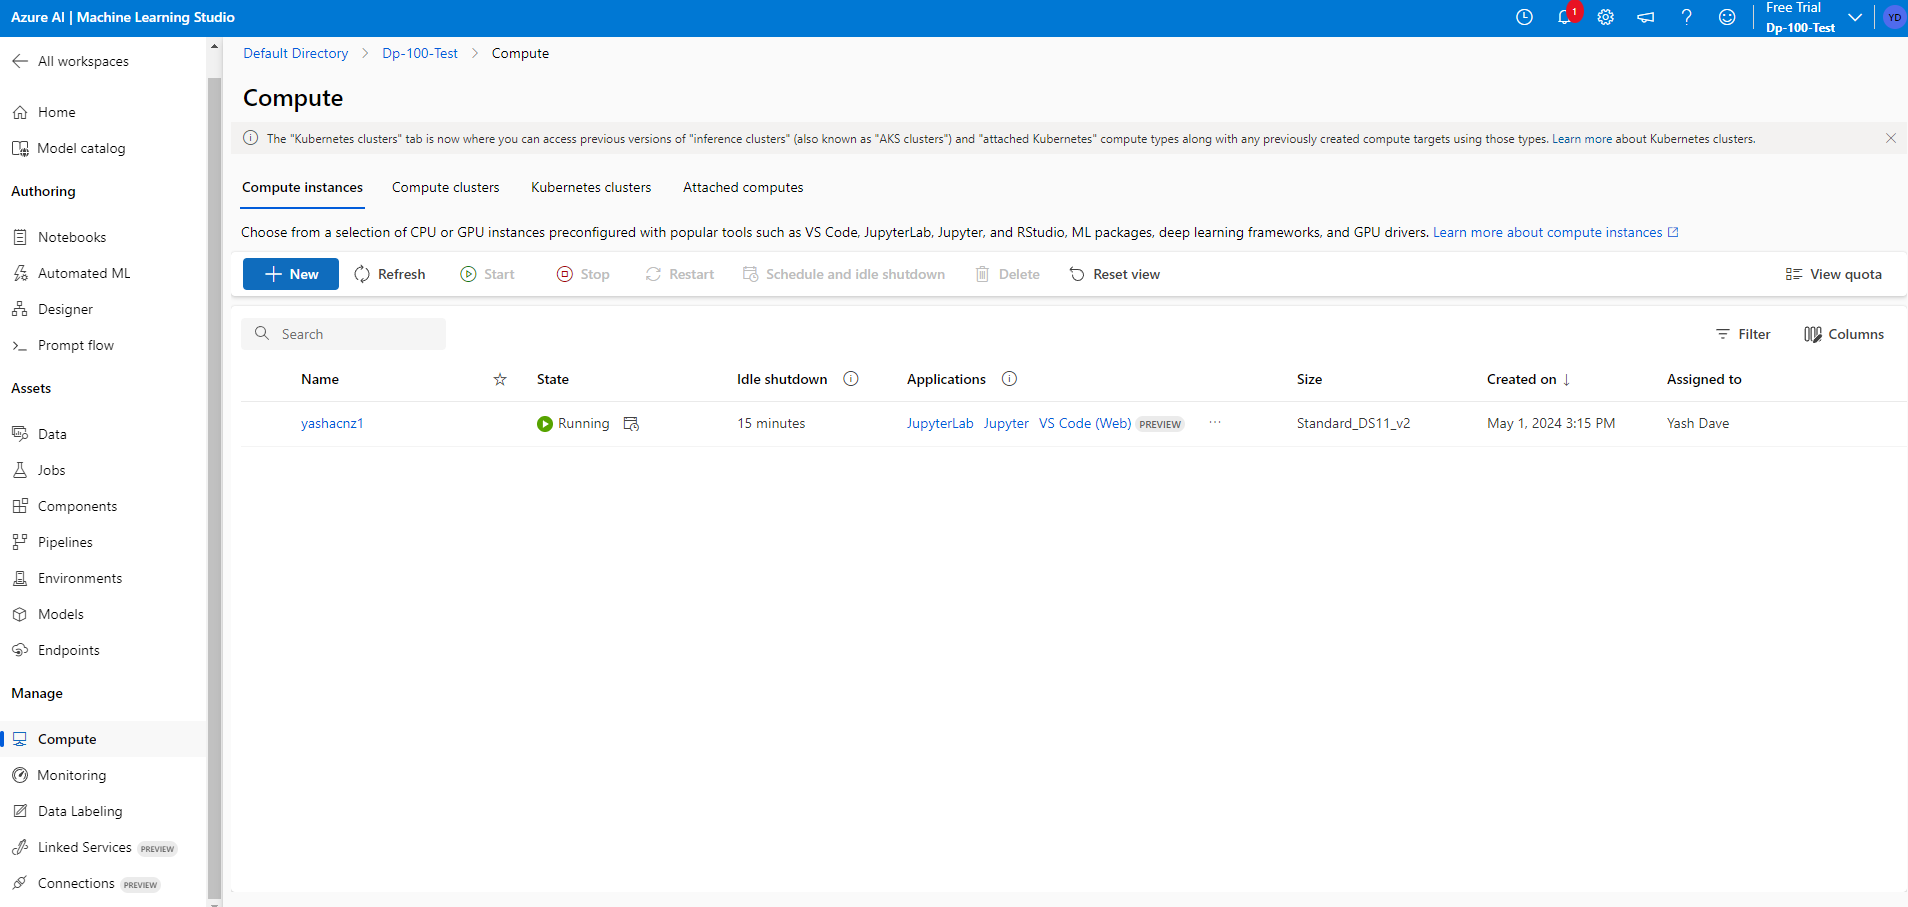 Azure AI | Machine Learning Studio
1
Free Trial
Dp-100-Test
YD
All workspaces
Home
Model catalog
Authoring
Notebooks
Automated ML
Designer
Prompt flow
Assets
Data
Jobs
Components
Pipelines
Environments
Models
Endpoints
Manage
Compute
Monitoring
Data Labeling
Linked Services PREVIEW
Connections PREVIEW
Default Directory > Dp-100-Test > Compute
Compute
The "Kubernetes clusters" tab is now where you can access previous versions of "inference clusters" (also known as "AKS clusters") and "attached Kubernetes" compute types along with any previously created compute targets using those types. Learn more about Kubernetes clusters.
Compute instances Compute clusters Kubernetes clusters Attached computes
Choose from a selection of CPU or GPU instances preconfigured with popular tools such as VS Code, JupyterLab, Jupyter, and RStudio, ML packages, deep learning frameworks, and GPU drivers. Learn more about compute instances
New Refresh Start Stop Restart Schedule and idle shutdown Delete Reset view View quota
Search Filter Columns
Name State Idle shutdown Applications Size Created on ↓ Assigned to
yashacnz1 Running 15 minutes JupyterLab Jupyter VS Code (Web) PREVIEW ... Standard_DS11_v2 May 1, 2024 3:15 PM Yash Dave